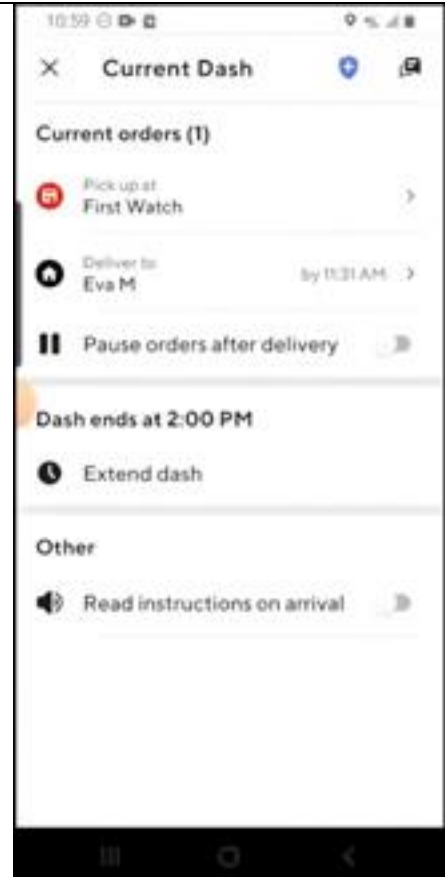 10:59
Current Dash
Current orders (1)
Pick up at
First Watch
Deliver to
Eva M
by 11:31 AM
Pause orders after delivery
Dash ends at 2:00 PM
Extend dash
Other
Read instructions on arrival